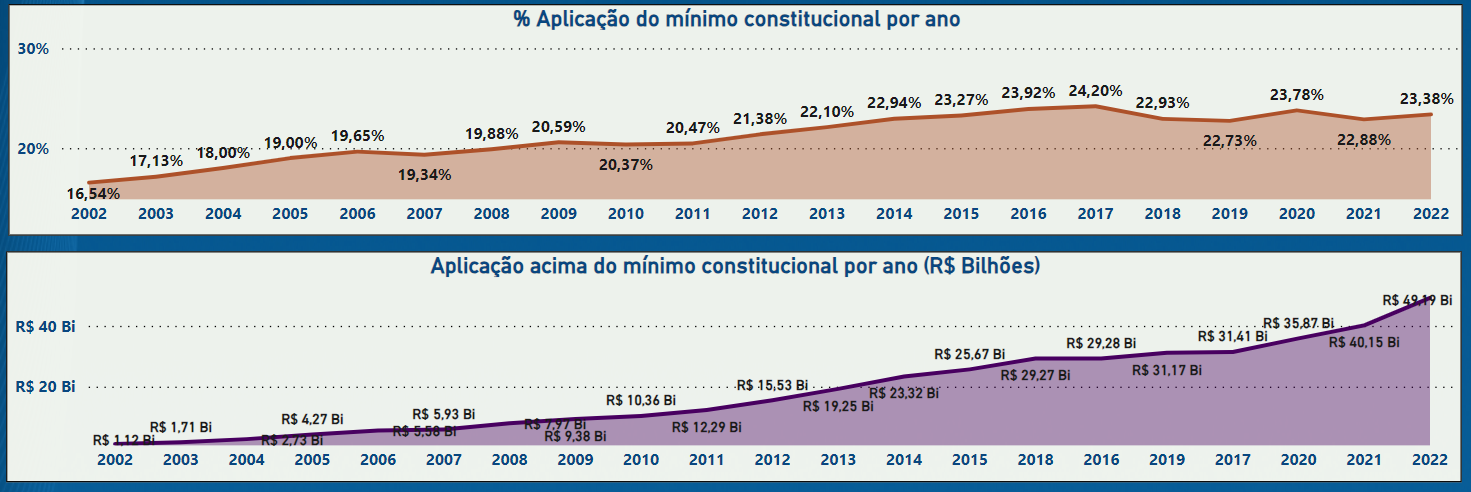 % Aplicação do mínimo constitucional por ano
30%
20%
16,54%
17,13%
18,00%
19,00%
19,65%
19,34%
19,88%
20,59%
20,37%
20,47%
21,38%
22,10%
22,94%
23,27%
23,92%
24,20%
22,93%
22,73%
23,78%
22,88%
23,38%
2002 2003 2004 2005 2006 2007 2008 2009 2010 2011 2012 2013 2014 2015 2016 2017 2018 2019 2020 2021 2022
Aplicação acima do mínimo constitucional por ano (R$ Bilhões)
R$ 40 Bi
R$ 20 Bi
R$ 1,12 Bi
R$ 1,71 Bi
R$ 2,73 Bi
R$ 4,27 Bi
R$ 5,58 Bi
R$ 5,93 Bi
R$ 7,97 Bi
R$ 9,38 Bi
R$ 10,36 Bi
R$ 12,29 Bi
R$ 15,53 Bi
R$ 19,25 Bi
R$ 23,32 Bi
R$ 25,67 Bi
R$ 29,27 Bi
R$ 29,28 Bi
R$ 31,17 Bi
R$ 31,41 Bi
R$ 35,87 Bi
R$ 40,15 Bi
R$ 49,19 Bi
2002 2003 2004 2005 2006 2007 2008 2009 2010 2011 2012 2013 2014 2015 2018 2016 2019 2017 2020 2021 2022